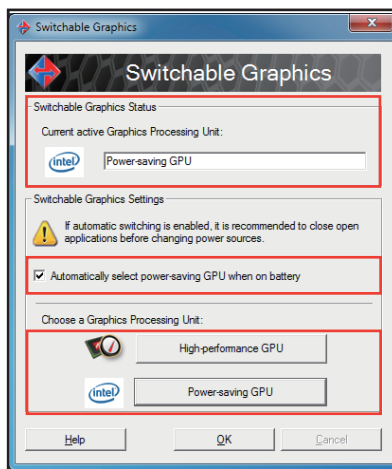 Switchable Graphics
Switchable Graphics
Switchable Graphics Status
Current active Graphics Processing Unit:
intel
Power-saving GPU
Switchable Graphics Settings
If automatic switching is enabled, it is recommended to close open
applications before changing power sources.
Automatically select power-saving GPU when on battery
Choose a Graphics Processing Unit:
High-performance GPU
intel
Power-saving GPU
Help
OK
Cancel